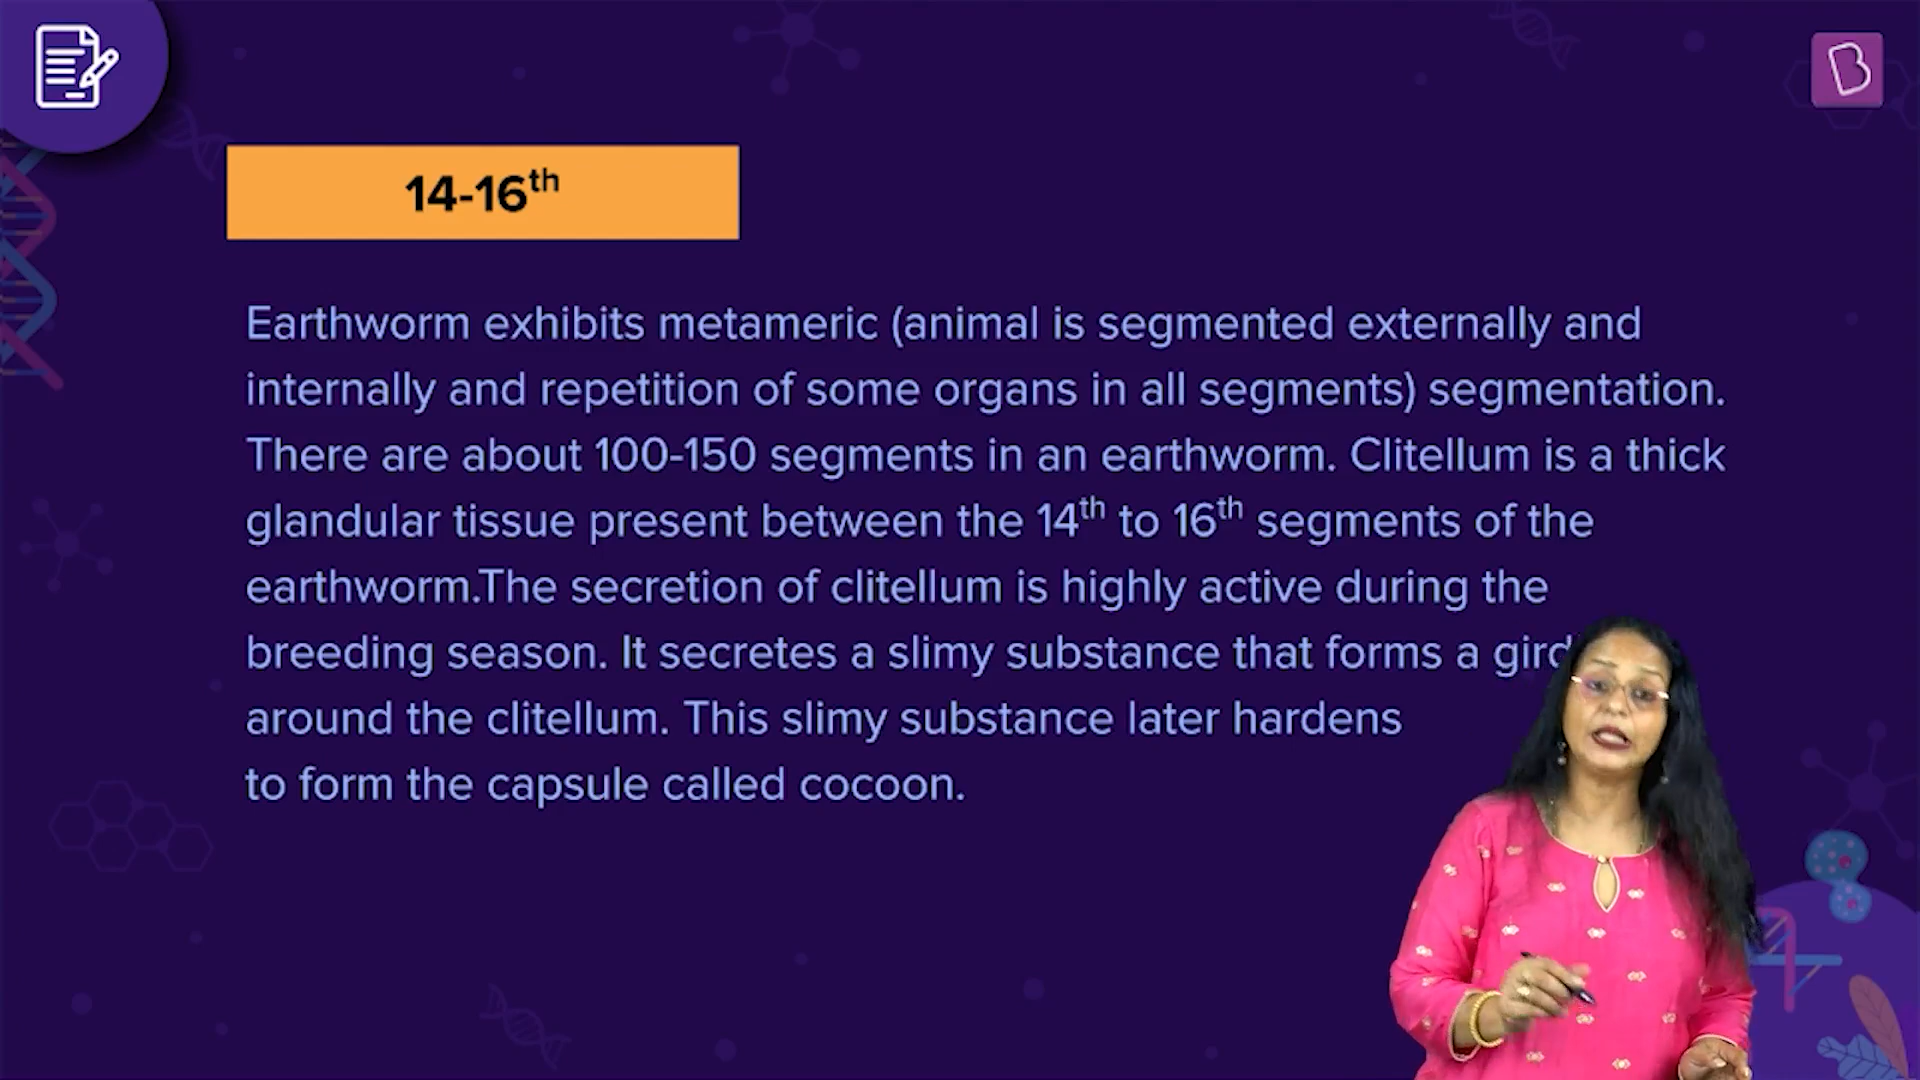 14-16th
Earthworm exhibits metameric (animal is segmented externally and
internally and repetition of some organs in all segments) segmentation.
There are about 100-150 segments in an earthworm. Clitellum is a thick
glandular tissue present between the 14th to 16th segments of the
earthworm.The secretion of clitellum is highly active during the
breeding season. It secretes a slimy substance that forms a
around the clitellum. This slimy substance later hardens
to form the capsule called cocoon.
B